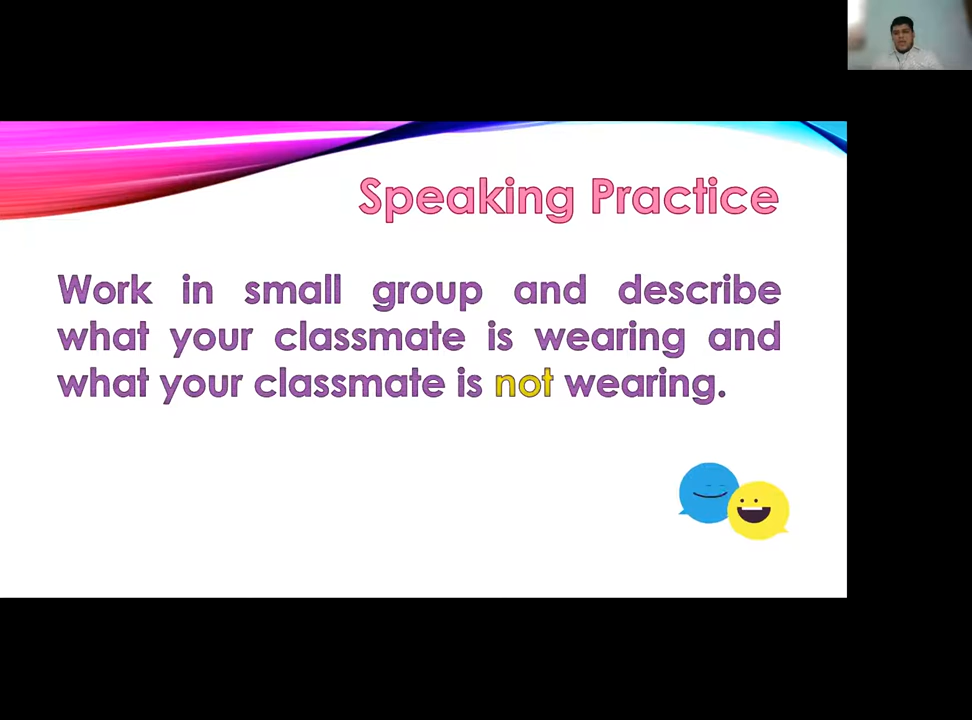 Speaking Practice
Work in small group and describe
what your classmate is wearing and
what your classmate is not wearing.